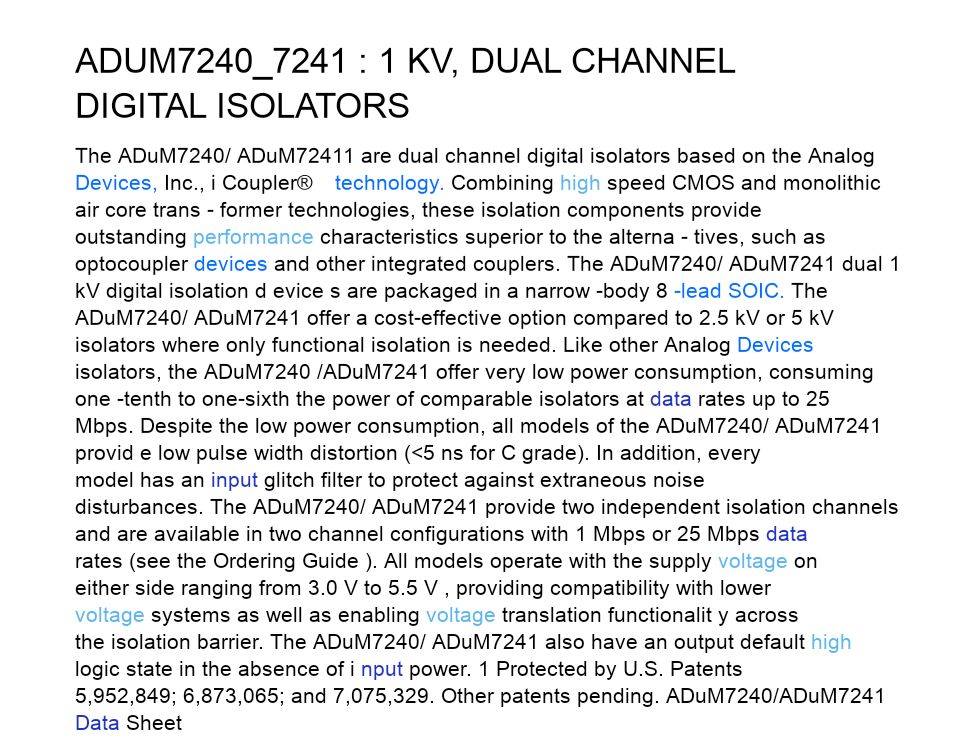 ADUM7240_7241 : 1 KV, DUAL CHANNEL
DIGITAL ISOLATORS
The ADuM7240/ ADuM72411 are dual channel digital isolators based on the Analog
Devices, Inc., i Coupler® technology. Combining high speed CMOS and monolithic
air core trans - former technologies, these isolation components provide
outstanding performance characteristics superior to the alterna - tives, such as
optocoupler devices and other integrated couplers. The ADuM7240/ ADuM7241 dual 1
kV digital isolation d evice s are packaged in a narrow -body 8 -lead SOIC. The
ADuM7240/ ADuM7241 offer a cost-effective option compared to 2.5 kV or 5 kV
isolators where only functional isolation is needed. Like other Analog Devices
isolators, the ADuM7240 /ADuM7241 offer very low power consumption, consuming
one -tenth to one-sixth the power of comparable isolators at data rates up to 25
Mbps. Despite the low power consumption, all models of the ADuM7240/ ADuM7241
provid e low pulse width distortion (<5 ns for C grade). In addition, every
model has an input glitch filter to protect against extraneous noise
disturbances. The ADuM7240/ ADuM7241 provide two independent isolation channels
and are available in two channel configurations with 1 Mbps or 25 Mbps data
rates (see the Ordering Guide ). All models operate with the supply voltage on
either side ranging from 3.0 V to 5.5 V , providing compatibility with lower
voltage systems as well as enabling voltage translation functionalit y across
the isolation barrier. The ADuM7240/ ADuM7241 also have an output default high
logic state in the absence of i nput power. 1 Protected by U.S. Patents
5,952,849; 6,873,065; and 7,075,329. Other patents pending. ADuM7240/ADuM7241
Data Sheet